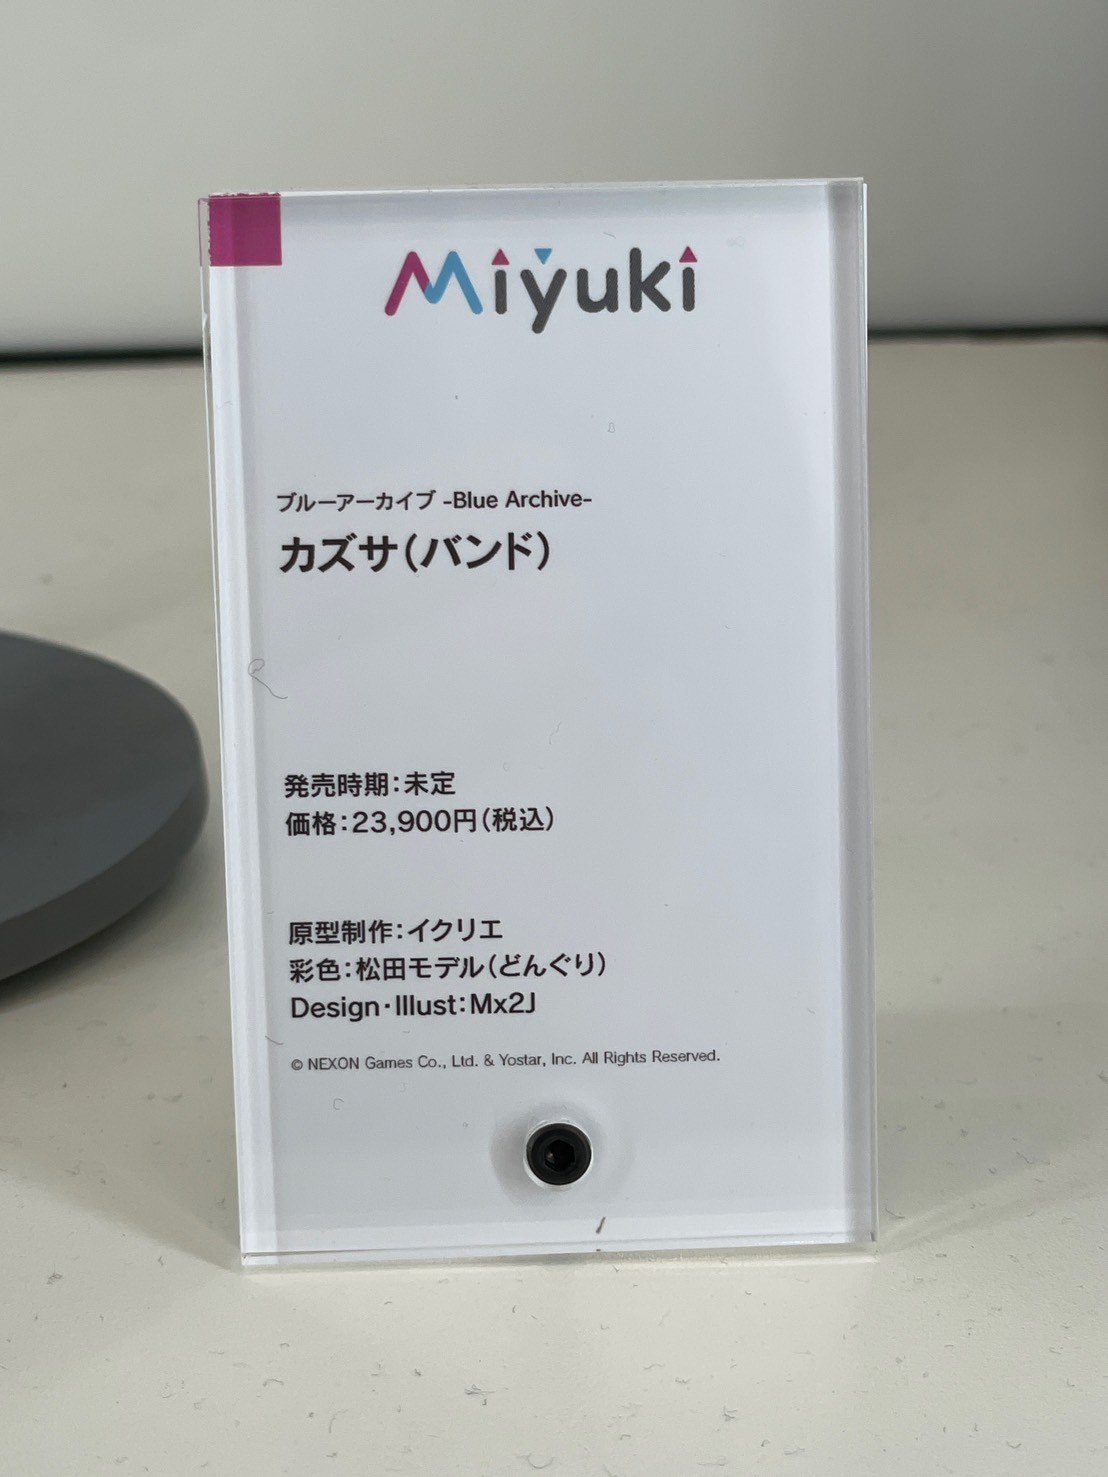 Miyuki
ブルーアーカイブ -Blue Archive-
カズサ(バンド)
発売時期:未定
価格:23,900円(税込)
原型制作:イクリエ
彩色:松田モデル(どんぐり)
Design・Illust:Mx2J
© NEXON Games Co., Ltd. & Yostar, Inc. All Rights Reserved.